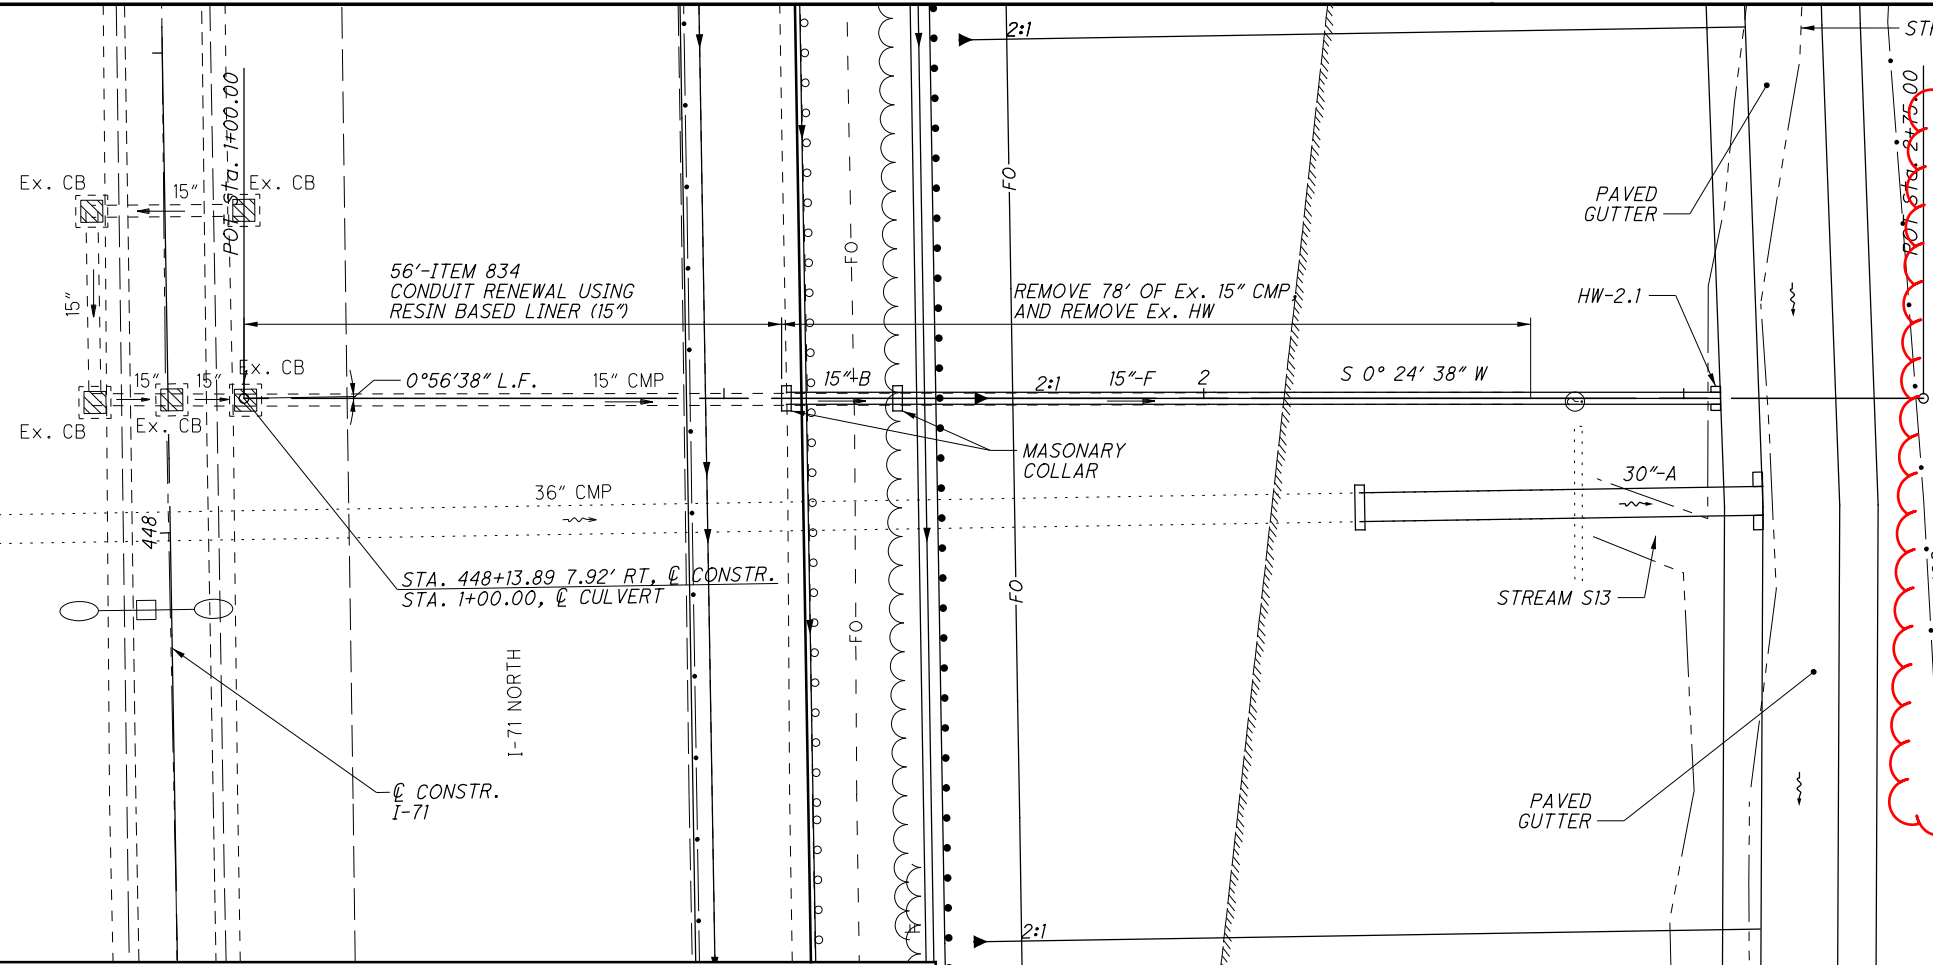 2:1
STR
POT Sta. 1+00.00
Ex. CB
15"
Ex. CB
FO
PAVED
GUTTER
15"
56'-ITEM 834
CONDUIT RENEWAL USING
RESIN BASED LINER (15")
FO
REMOVE 78' OF Ex. 15" CMP,
AND REMOVE Ex. HW
HW-2.1
15"
15"
Ex. CB
0°56'38" L.F.
15" CMP
15"-B
2:1
15"-F
2
S 0° 24' 38" W
Ex. CB
Ex. CB
MASONARY
COLLAR
36" CMP
30"-A
448
STA. 448+13.89 7.92' RT, ℄ CONSTR.
STA. 1+00.00, ℄ CULVERT
FO
FO
STREAM S13
I-71 NORTH
℄ CONSTR.
I-71
PAVED
GUTTER
2:1
POT Sta. 2+75.00